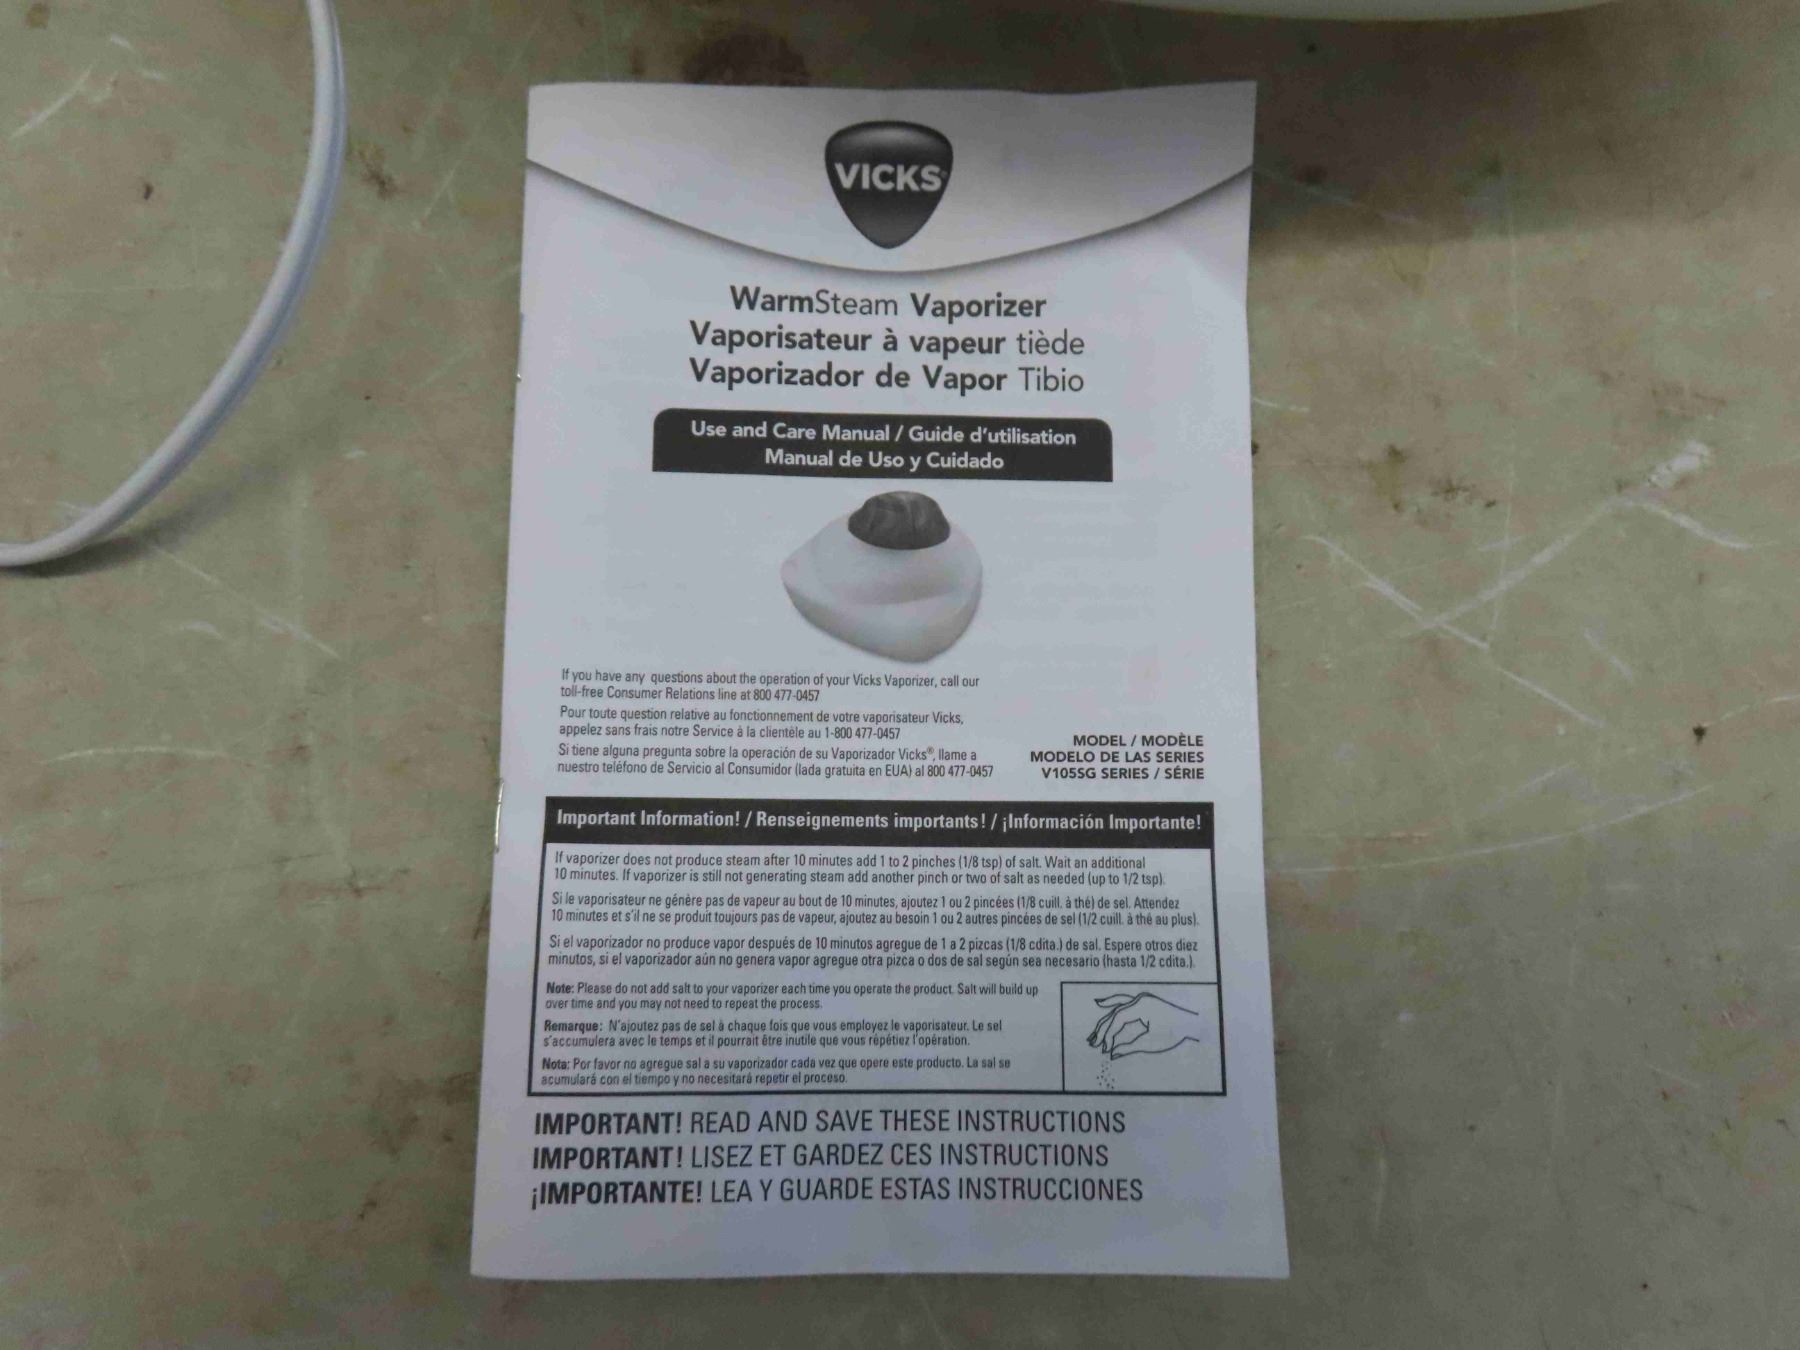 VICKS
WarmSteam Vaporizer
Vaporisateur à vapeur tiède
Vaporizador de Vapor Tibio
Use and Care Manual / Guide d'utilisation
Manual de Uso y Cuidado
If you have any questions about the operation of your Vicks Vaporizer, call our
toll-free Consumer Relations line at 800 477-0457
Pour toute question relative au fonctionnement de votre vaporisateur Vicks,
appelez sans frais notre Service à la clientèle au 1-800 477-0457
Si tiene alguna pregunta sobre la operación de su Vaporizador Vicks®, llame a
nuestro teléfono de Servicio al Consumidor (lada gratuita en EUA) al 800 477-0457
MODEL / MODÈLE
MODELO DE LAS SERIES
V105SG SERIES / SÉRIE
Important Information! / Renseignements importants! / ¡Información Importante!
If vaporizer does not produce steam after 10 minutes add 1 to 2 pinches (1/8 tsp) of salt. Wait an additional
10 minutes. If vaporizer is still not generating steam add another pinch or two of salt as needed (up to 1/2 tsp).
Si le vaporisateur ne génère pas de vapeur au bout de 10 minutes, ajoutez 1 ou 2 pincées (1/8 cuill. à thé) de sel. Attendez
10 minutes et s'il ne se produit toujours pas de vapeur, ajoutez au besoin 1 ou 2 autres pincées de sel (1/2 cuill. à thé au plus).
Si el vaporizador no produce vapor después de 10 minutos agregue de 1 a 2 pizcas (1/8 cdita.) de sal. Espere otros diez
minutos, si el vaporizador aún no genera vapor agregue otra pizca o dos de sal según sea necesario (hasta 1/2 cdita.).
Note: Please do not add salt to your vaporizer each time you operate the product. Salt will build up
over time and you may not need to repeat the process.
Remarque: N'ajoutez pas de sel à chaque fois que vous employez le vaporisateur. Le sel
s'accumulera avec le temps et il pourrait être inutile que vous répétiez l'opération.
Nota: Por favor no agregue sal a su vaporizador cada vez que opere este producto. La sal se
acumulará con el tiempo y no necesitará repetir el proceso.
IMPORTANT! READ AND SAVE THESE INSTRUCTIONS
IMPORTANT! LISEZ ET GARDEZ CES INSTRUCTIONS
¡IMPORTANTE! LEA Y GUARDE ESTAS INSTRUCCIONES